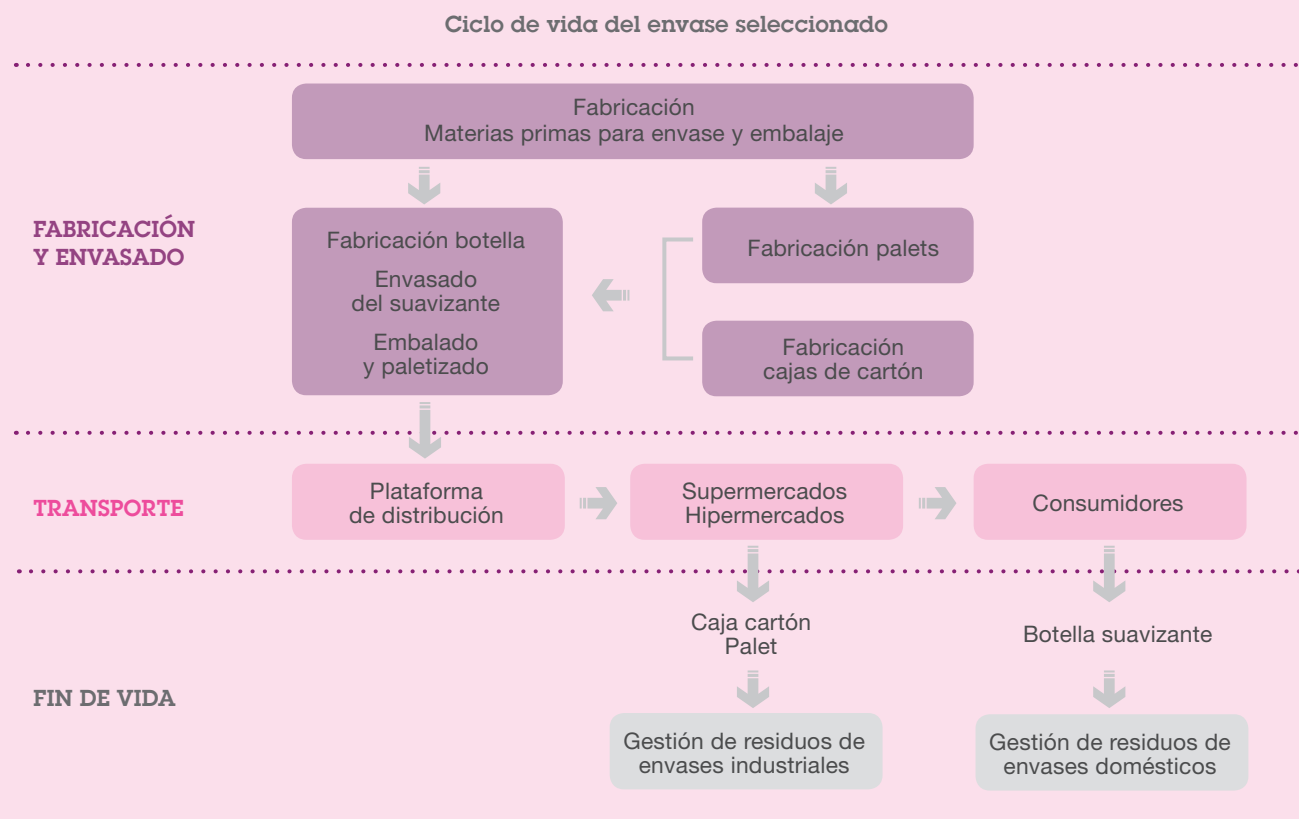 Ciclo de vida del envase seleccionado
Fabricación
Materias primas para envase y embalaje
FABRICACIÓN
Y ENVASADO
Fabricación botella
Envasado
del suavizante
Embalado
y paletizado
Fabricación palets
Fabricación
cajas de cartón
TRANSPORTE
Plataforma
de distribución
Supermercados
Hipermercados
Consumidores
FIN DE VIDA
Caja cartón
Palet
Botella suavizante
Gestión de residuos de
envases industriales
Gestión de residuos de
envases domésticos